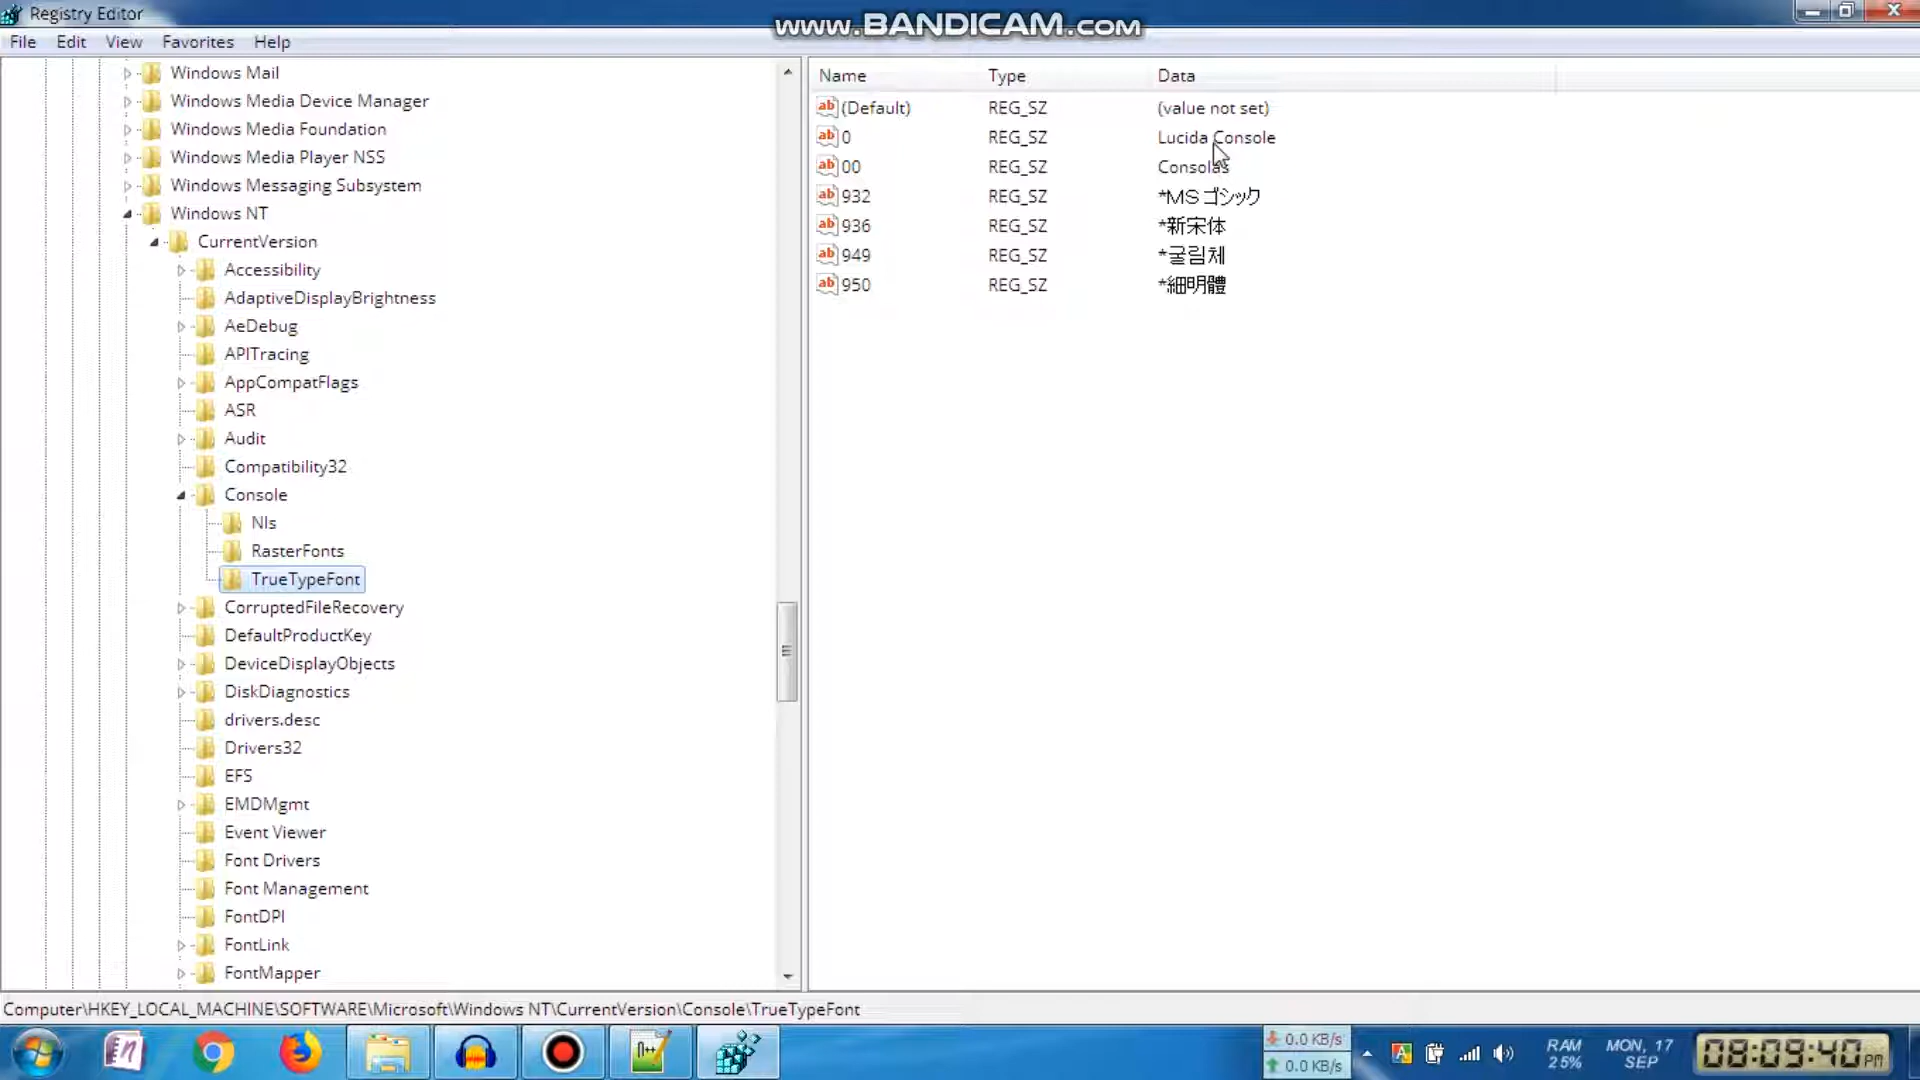 Registry Editor
www.BANDICAM.com
File Edit View Favorites Help
Windows Mail
Windows Media Device Manager
Windows Media Foundation
Windows Media Player NSS
Windows Messaging Subsystem
Windows NT
CurrentVersion
Accessibility
AdaptiveDisplayBrightness
AeDebug
APITracing
AppCompatFlags
ASR
Audit
Compatibility32
Console
Nls
RasterFonts
TrueTypeFont
CorruptedFileRecovery
DefaultProductKey
DeviceDisplayObjects
DiskDiagnostics
drivers.desc
Drivers32
EFS
EMDMgmt
Event Viewer
Font Drivers
Font Management
FontDPI
FontLink
FontMapper
Name Type Data
(Default) REG_SZ (value not set)
0 REG_SZ Lucida Console
00 REG_SZ Consolas
932 REG_SZ *MS ゴシック
936 REG_SZ *新宋体
949 REG_SZ *굴림체
950 REG_SZ *細明體
Computer\HKEY_LOCAL_MACHINE\SOFTWARE\Microsoft\Windows NT\CurrentVersion\Console\TrueTypeFont
0.0 KB/s
0.0 KB/s
RAM
25%
MON, 17
SEP
08:09:40 PM